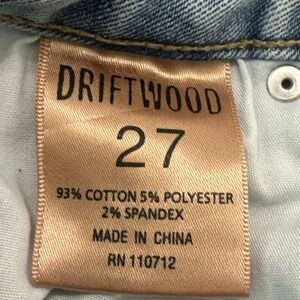 DRIFTWOOD
27
93% COTTON 5% POLYESTER
2% SPANDEX
MADE IN CHINA
RN 110712